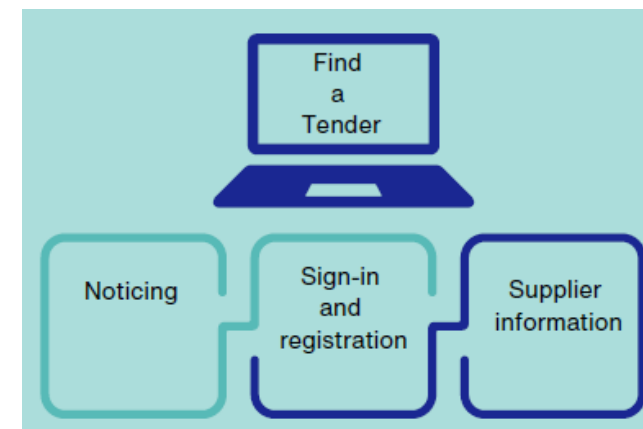 Find
a
Tender
Noticing
Sign-in
and
registration
Supplier
information